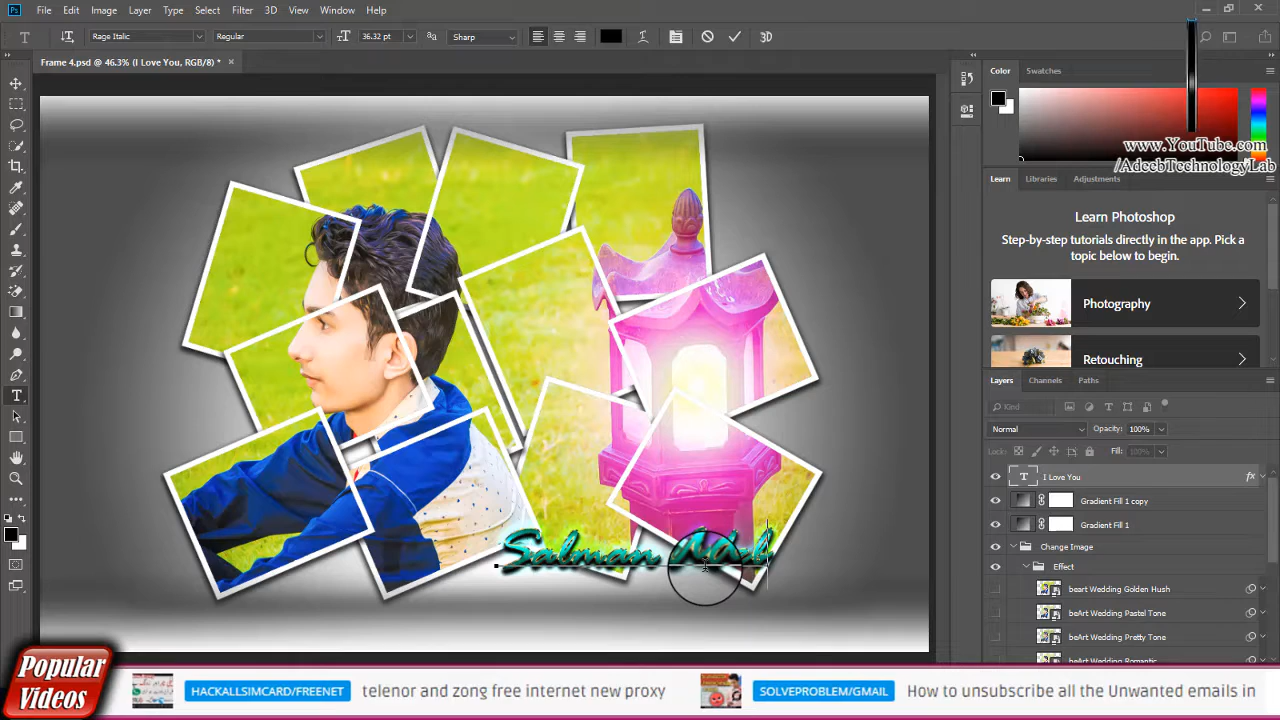 Ps File Edit Image Layer Type Select Filter 3D View Window Help
T Rage Italic Regular 36.32 pt Sharp 3D
Frame 4.psd @ 46.3% (I Love You, RGB/8) * ×
Color Swatches
www.YouTube.com
/AdeebTechnologyLab
Learn Libraries Adjustments
Learn Photoshop
Step-by-step tutorials directly in the app. Pick a
topic below to begin.
Photography
Retouching
Layers Channels Paths
Kind
Normal Opacity: 100%
Lock: Fill: 100%
T I Love You fx
Gradient Fill 1 copy
Gradient Fill 1
Change Image
Effect
beart Wedding Golden Hush
beArt Wedding Pastel Tone
beArt Wedding Pretty Tone
beArt Wedding Romantic
Salman
Popular
Videos
HACKALLSIMCARD/FREENET telenor and zong free internet new proxy SOLVEPROBLEM/GMAIL How to unsubscribe all the Unwanted emails in